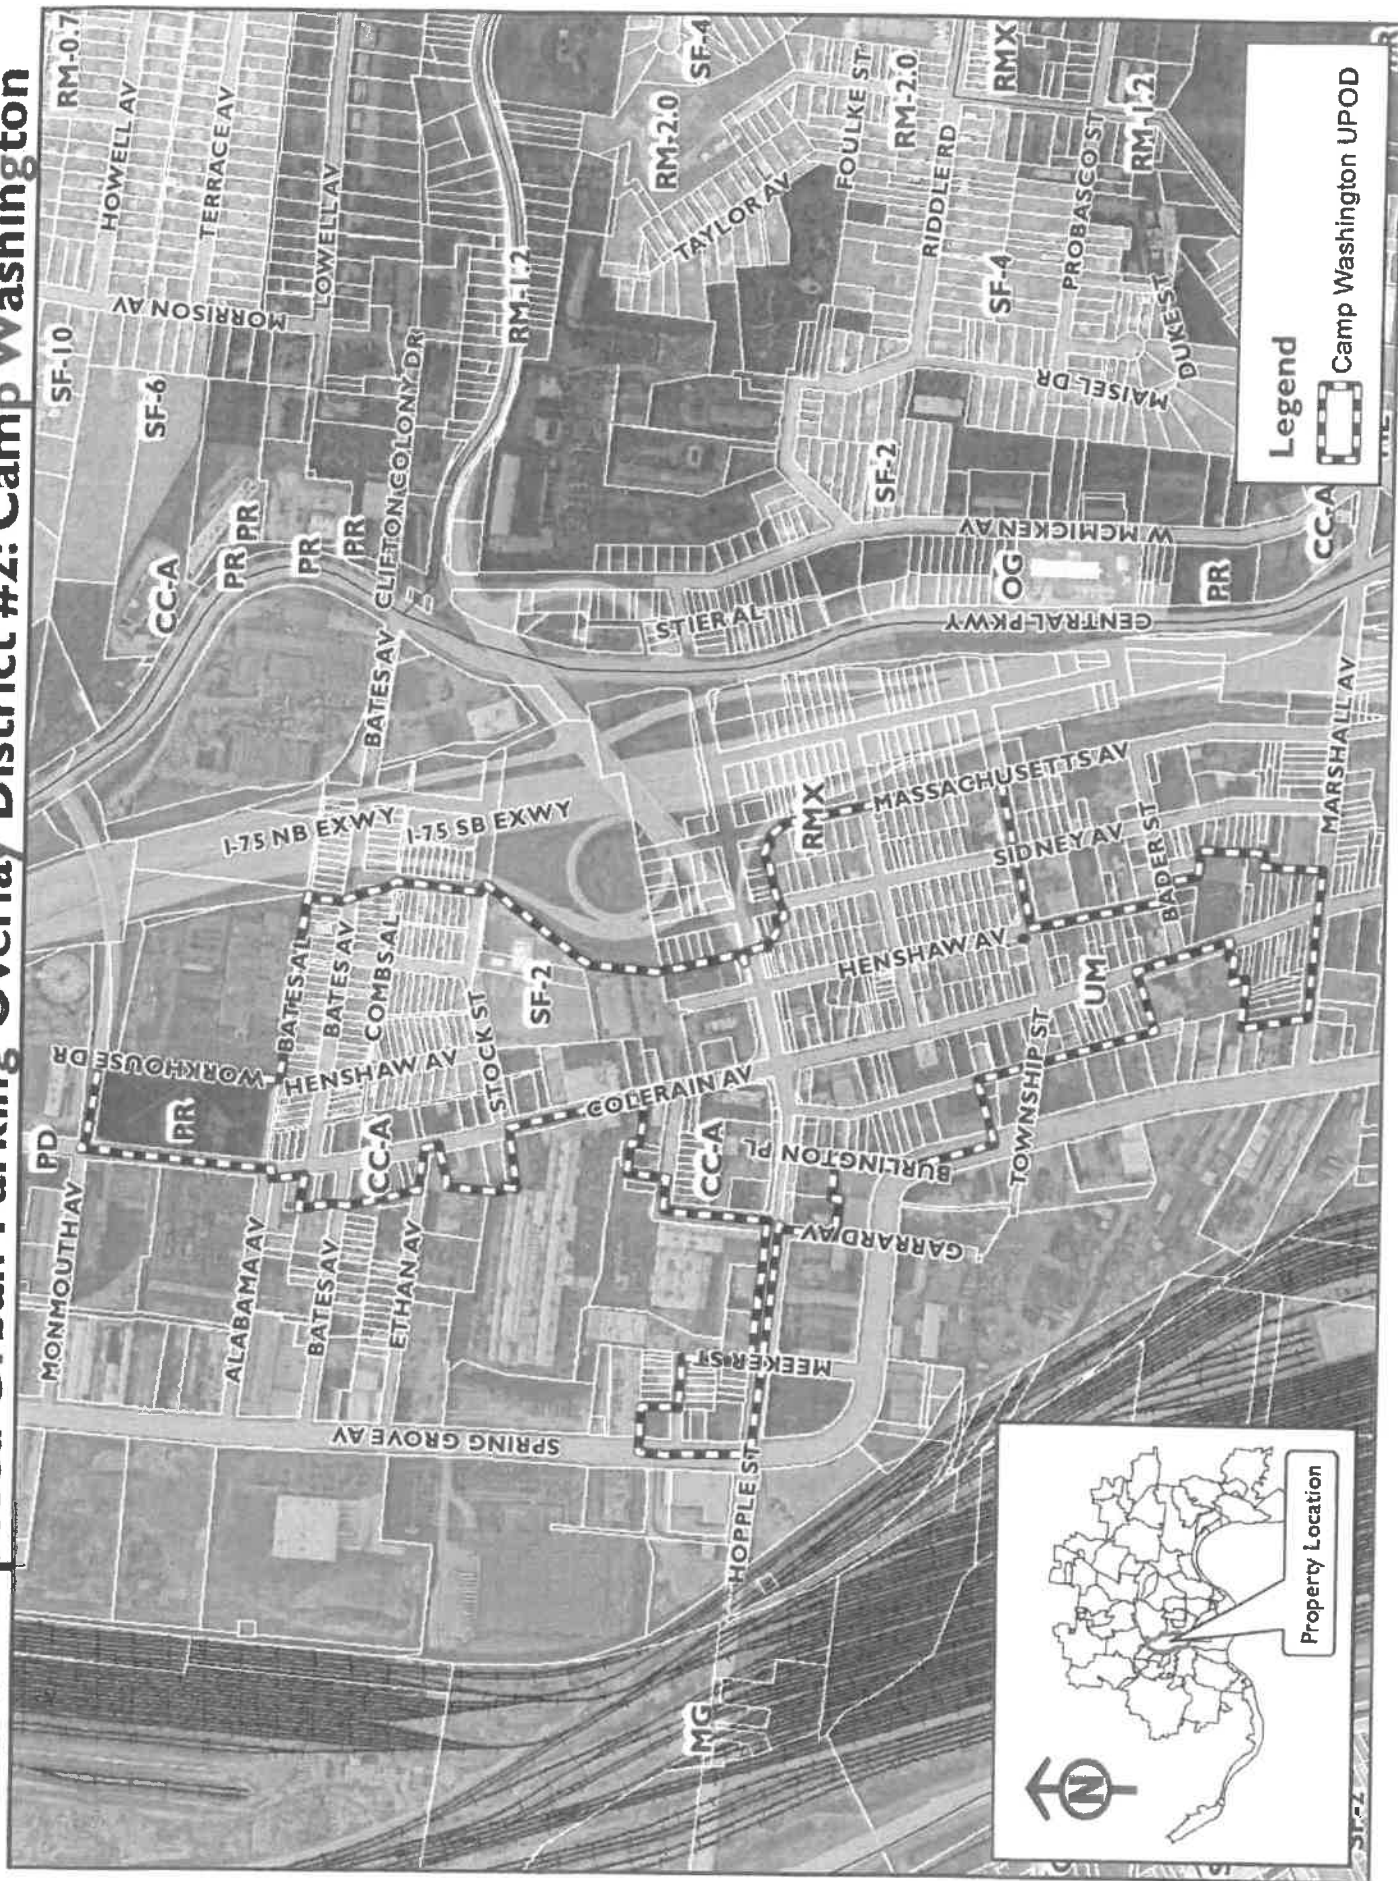 Urban Parking Overlay District #2: Camp Washington
RM-0.7
HOWELL AV
TERRACE AV
LOWELL AV
MORRISON AV
SF-10
SF-6
CC-A
PR
PR
PR
PR
CLIFTON COLONY DR
RM-1.2
SF-4
RM-2.0
FOULKE ST
RM-2.0
TAYLOR AV
RIDDLE RD
RMX
SF-4
PROBASCO ST
RM-1.2
DUKE ST
MAISEL DR
SF-2
W MCMICKEN AV
OG
PR
CC-A
CENTRAL PKWY
STIER AL
BATES AV
I-75 NB EXWY
I-75 SB EXWY
RMX
MASSACHUSETTS AV
SIDNEY AV
BADER ST
MARSHALL AV
BATES AL
BATES AV
COMBS AL
SF-2
HENSHAW AV
UM
WORKHOUSE DR
HENSHAW AV
STOCK ST
COLERAIN AV
TOWNSHIP ST
PD
PR
CC-A
CC-A
BURLINGTON PL
GARRARD AV
MONMOUTH AV
ALABAMA AV
BATES AV
ETHAN AV
MEEKER ST
SPRING GROVE AV
HOPPLE ST
MG
SF-2
Legend
Camp Washington UPOD
N
Property Location